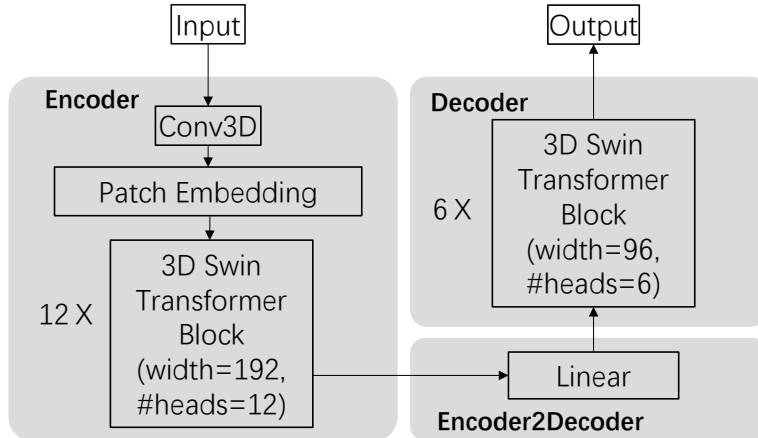 Input
Encoder
Conv3D
Patch Embedding
12 X
3D Swin
Transformer
Block
(width=192,
#heads=12)
Output
Decoder
6 X
3D Swin
Transformer
Block
(width=96,
#heads=6)
Linear
Encoder2Decoder